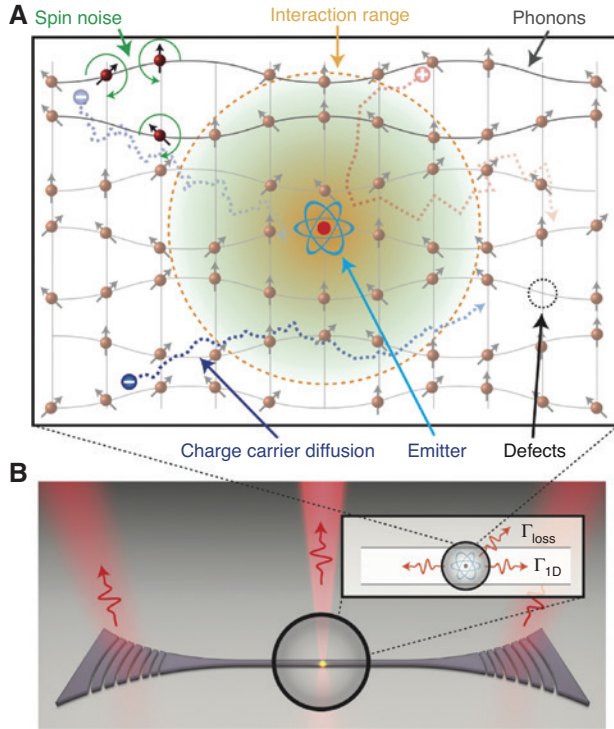 A
Spin noise
Interaction range
Phonons
Charge carrier diffusion
Emitter
Defects
B
Γloss
Γ1D